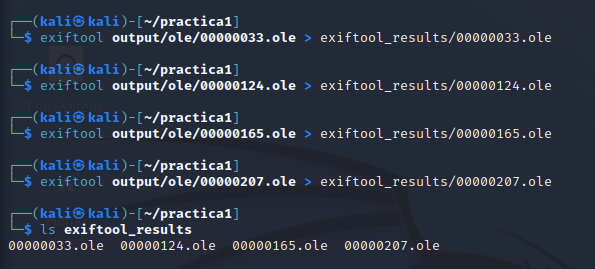 ┌──(kali㉿kali)-[~/practica1]
└─$ exiftool output/ole/00000033.ole > exiftool_results/00000033.ole
┌──(kali㉿kali)-[~/practica1]
└─$ exiftool output/ole/00000124.ole > exiftool_results/00000124.ole
┌──(kali㉿kali)-[~/practica1]
└─$ exiftool output/ole/00000165.ole > exiftool_results/00000165.ole
┌──(kali㉿kali)-[~/practica1]
└─$ exiftool output/ole/00000207.ole > exiftool_results/00000207.ole
┌──(kali㉿kali)-[~/practica1]
└─$ ls exiftool_results
00000033.ole  00000124.ole  00000165.ole  00000207.ole